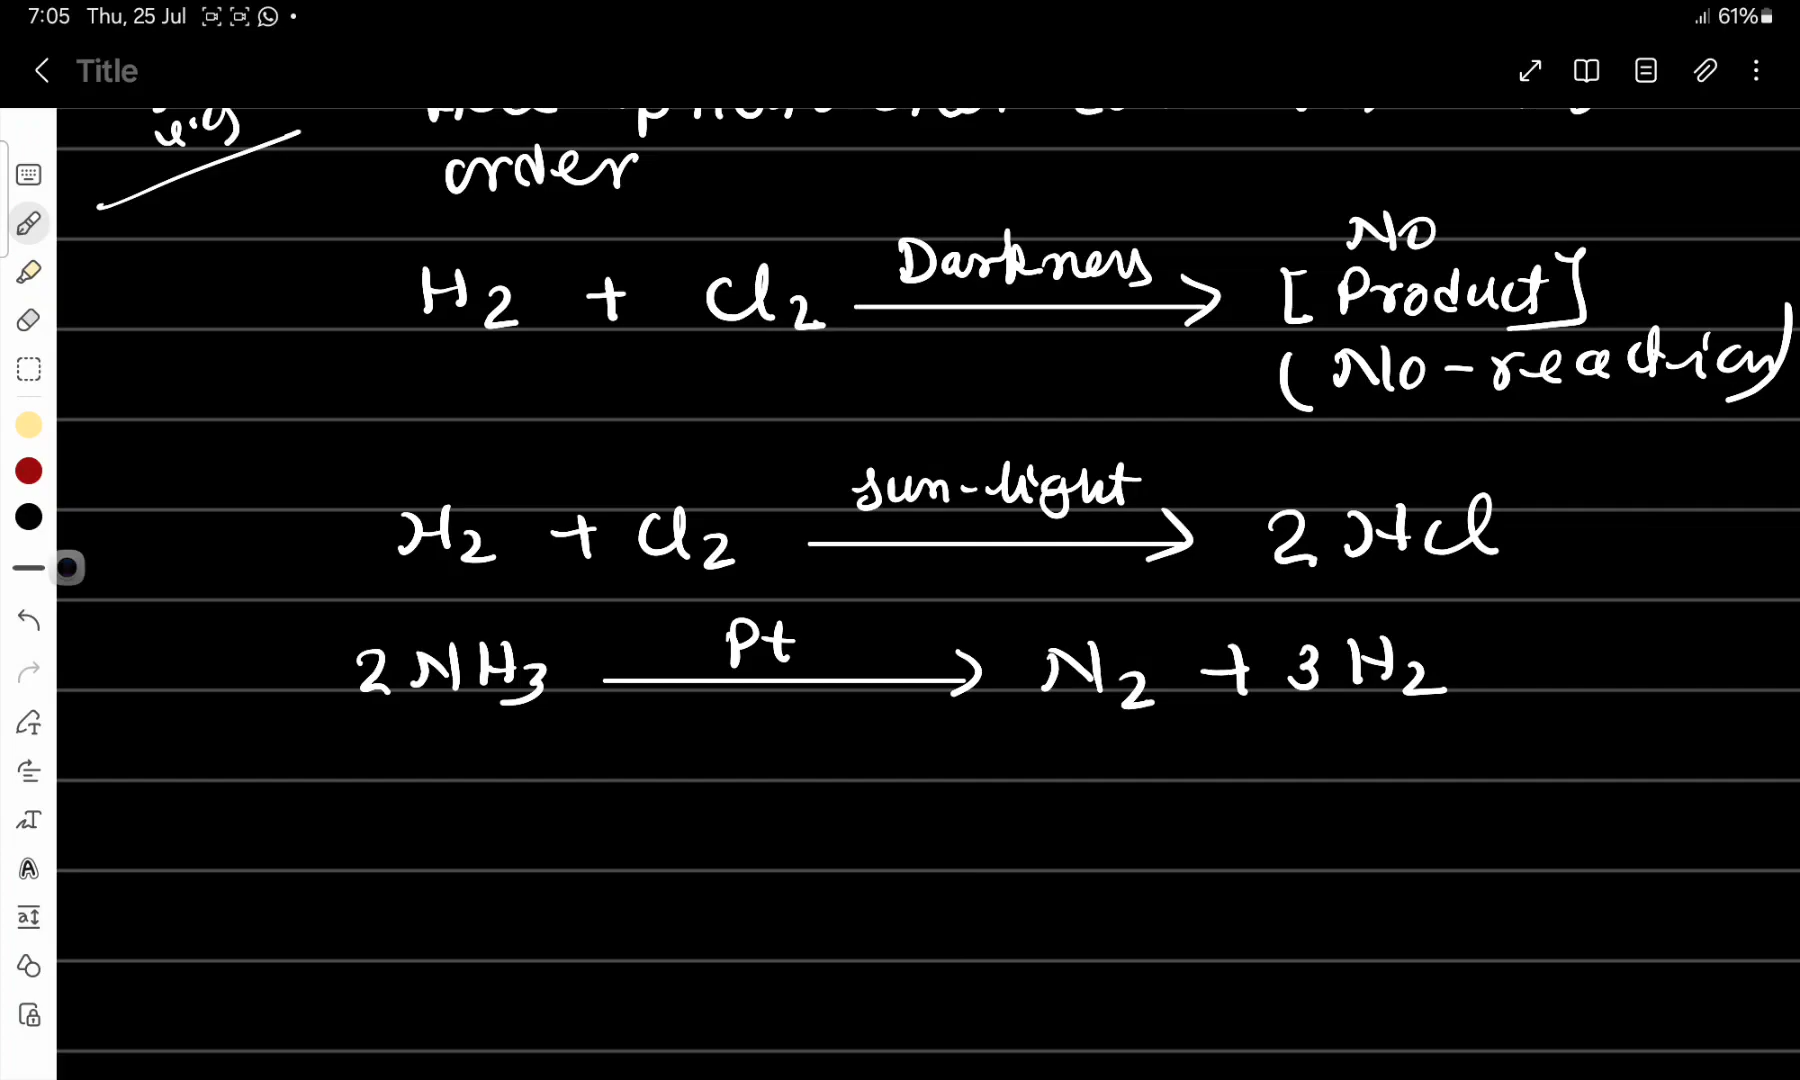 7:05 Thu, 25 Jul
61%
Title
order
H2 + Cl2 Darkness → [No Product]
(No-reaction)
H2 + Cl2 sun-light → 2HCl
2NH3 Pt → N2 + 3H2